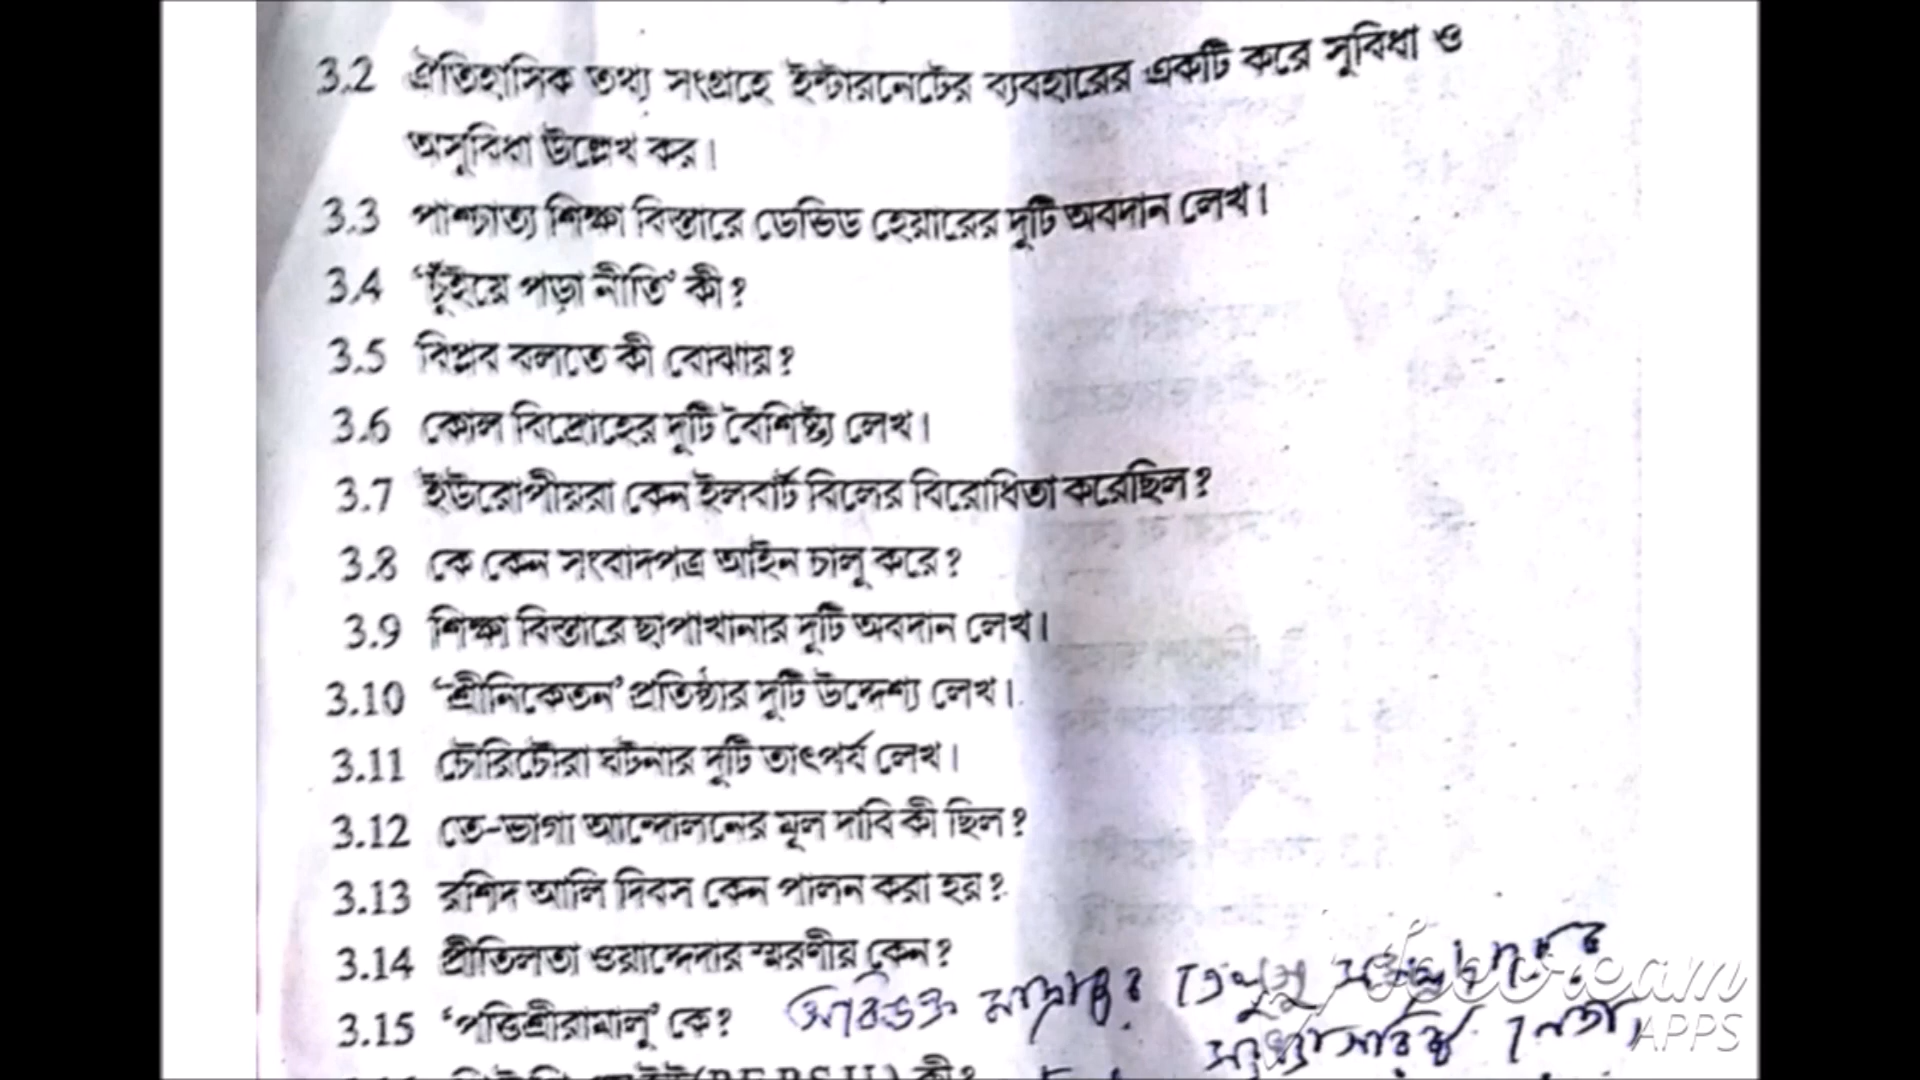 3.2 ঐতিহাসিক তথ্য সংগ্রহে ইন্টারনেটের ব্যবহারের একটি করে সুবিধা ও
অসুবিধা উল্লেখ কর।
3.3 পাশ্চাত্য শিক্ষা বিস্তারে ডেভিড হেয়ারের দুটি অবদান লেখ।
3.4 ‘চুঁইয়ে পড়া নীতি’ কী?
3.5 বিপ্লব বলতে কী বোঝায়?
3.6 কোল বিদ্রোহের দুটি বৈশিষ্ট্য লেখ।
3.7 ইউরোপীয়রা কেন ইলবার্ট বিলের বিরোধিতা করেছিল?
3.8 কে কেন সংবাদপত্র আইন চালু করে?
3.9 শিক্ষা বিস্তারে ছাপাখানার দুটি অবদান লেখ।
3.10 ‘শ্রীনিকেতন’ প্রতিষ্ঠার দুটি উদ্দেশ্য লেখ।
3.11 চৌরিচৌরা ঘটনার দুটি তাৎপর্য লেখ।
3.12 তে-ভাগা আন্দোলনের মূল দাবি কী ছিল?
3.13 রশিদ আলি দিবস কেন পালন করা হয়?
3.14 প্রীতিলতা ওয়াদ্দেদার স্মরণীয় কেন?
3.15 ‘পত্তিশ্রীরামালু’ কে?
APPS